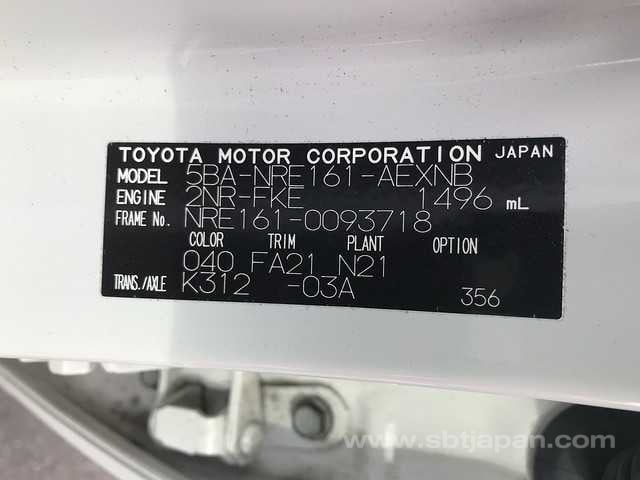 TOYOTA MOTOR CORPORATION JAPAN
MODEL 5BA-NRE161-AEXNB
ENGINE 2NR-FKE 1496 mL
FRAME No. NRE161-0093718
COLOR TRIM PLANT OPTION
040 FA21 N21
TRANS./AXLE K312 -03A 356
www.sbtjapan.com